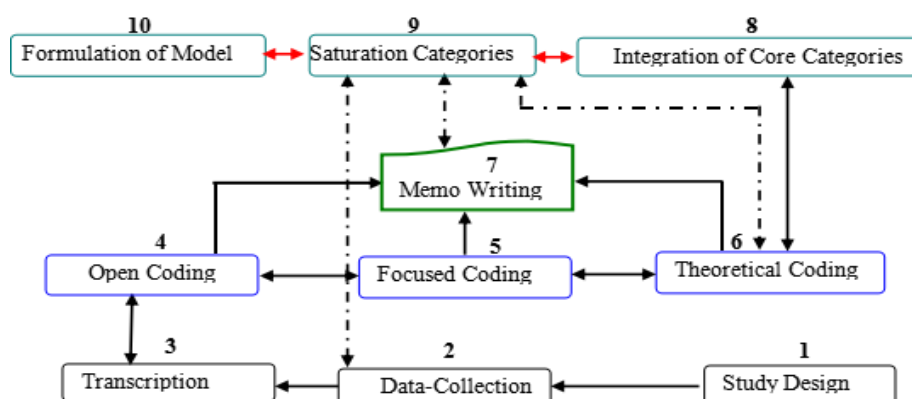 10
Formulation of Model
9
Saturation Categories
8
Integration of Core Categories
7
Memo Writing
4
Open Coding
5
Focused Coding
6
Theoretical Coding
3
Transcription
2
Data-Collection
1
Study Design